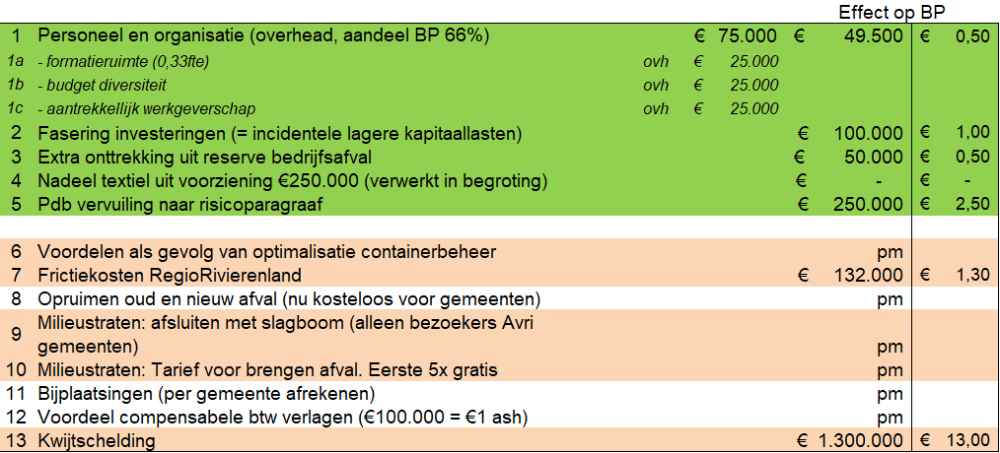 Effect op BP
1 Personeel en organisatie (overhead, aandeel BP 66%) € 75.000 € 49.500 € 0,50
1a - formatieruimte (0,33fte) ovh € 25.000
1b - budget diversiteit ovh € 25.000
1c - aantrekkellijk werkgeverschap ovh € 25.000
2 Fasering investeringen (= incidentele lagere kapitaallasten) € 100.000 € 1,00
3 Extra onttrekking uit reserve bedrijfsafval € 50.000 € 0,50
4 Nadeel textiel uit voorziening €250.000 (verwerkt in begroting) € - € -
5 Pdb vervuiling naar risicoparagraaf € 250.000 € 2,50
6 Voordelen als gevolg van optimalisatie containerbeheer pm
7 Frictiekosten RegioRivierenland € 132.000 € 1,30
8 Opruimen oud en nieuw afval (nu kosteloos voor gemeenten) pm
9 Milieustraten: afsluiten met slagboom (alleen bezoekers Avri
gemeenten) pm
10 Milieustraten: Tarief voor brengen afval. Eerste 5x gratis pm
11 Bijplaatsingen (per gemeente afrekenen) pm
12 Voordeel compensabele btw verlagen (€100.000 = €1 ash) pm
13 Kwijtschelding € 1.300.000 € 13,00